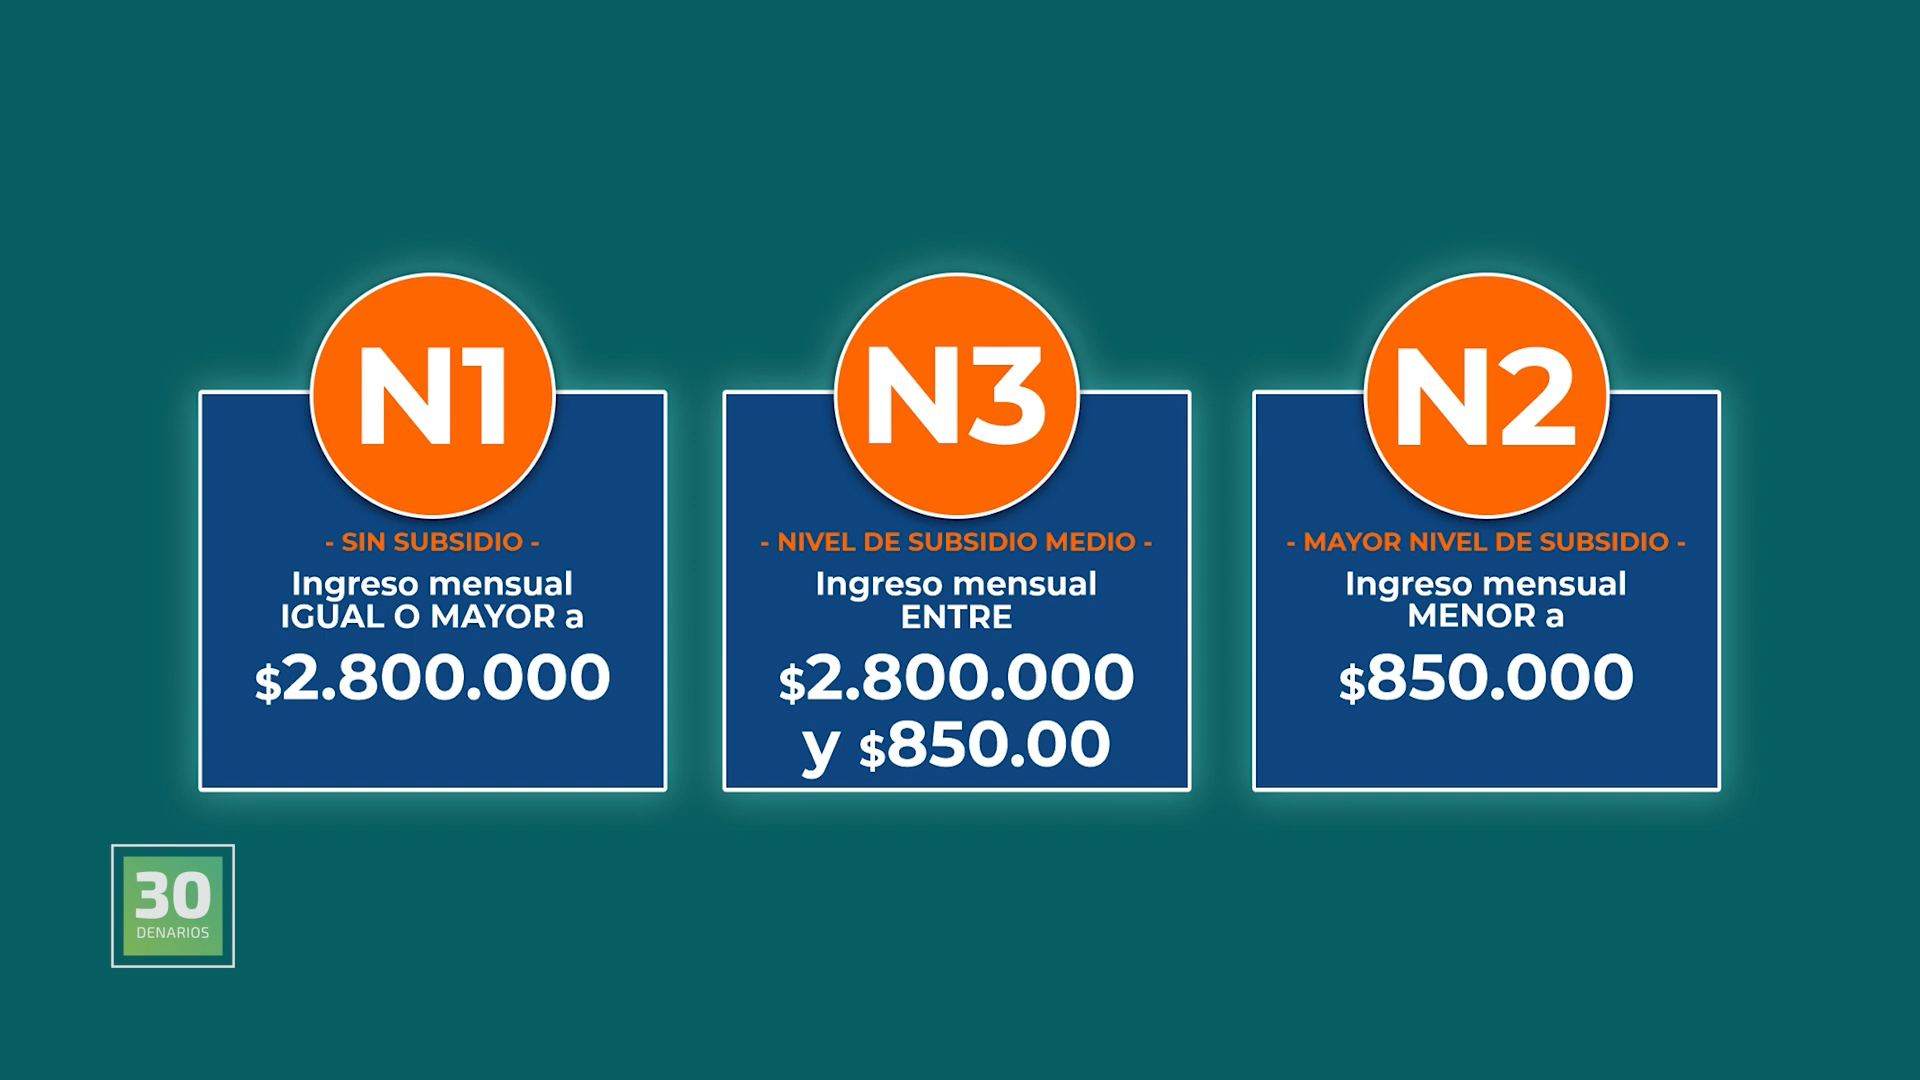 N1
- SIN SUBSIDIO -
Ingreso mensual
IGUAL O MAYOR a
$2.800.000
N3
- NIVEL DE SUBSIDIO MEDIO -
Ingreso mensual
ENTRE
$2.800.000
y $850.00
N2
- MAYOR NIVEL DE SUBSIDIO -
Ingreso mensual
MENOR a
$850.000
30
DENARIOS